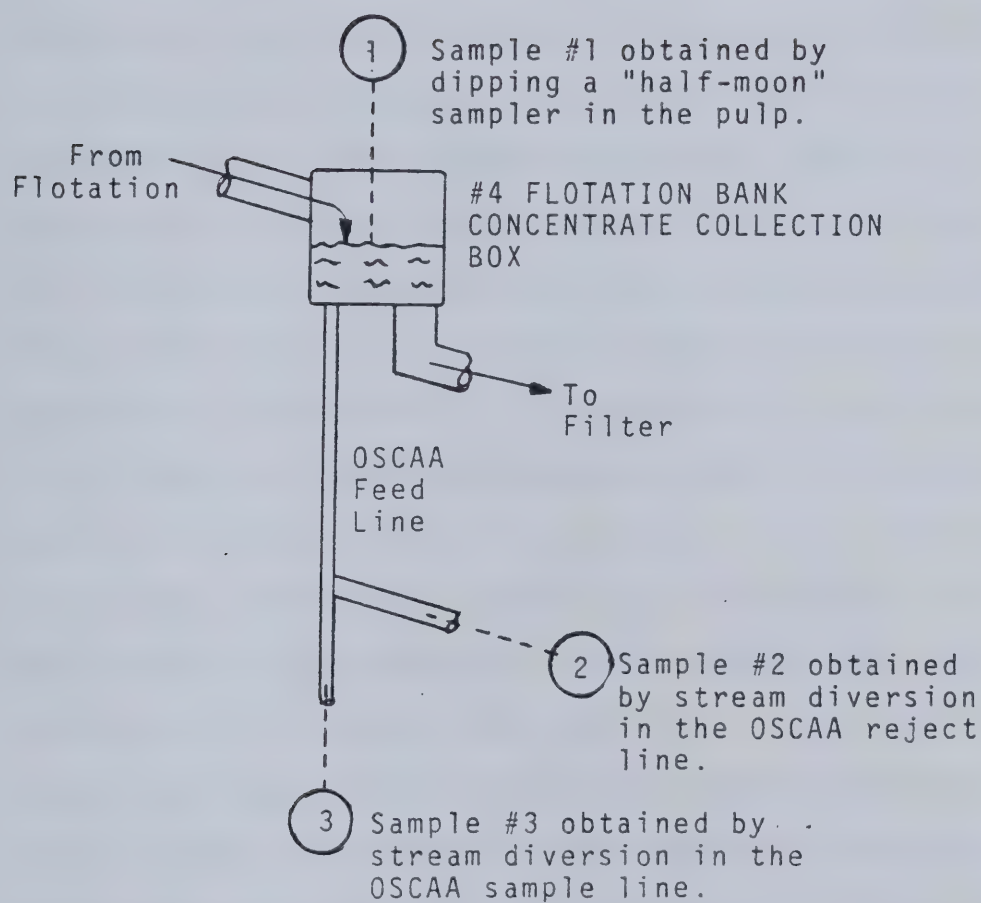 1
Sample #1 obtained by
dipping a "half-moon"
sampler in the pulp.
From
Flotation
#4 FLOTATION BANK
CONCENTRATE COLLECTION
BOX
To
Filter
OSCAA
Feed
Line
2
Sample #2 obtained
by stream diversion
in the OSCAA reject
line.
3
Sample #3 obtained by
stream diversion in the
OSCAA sample line.